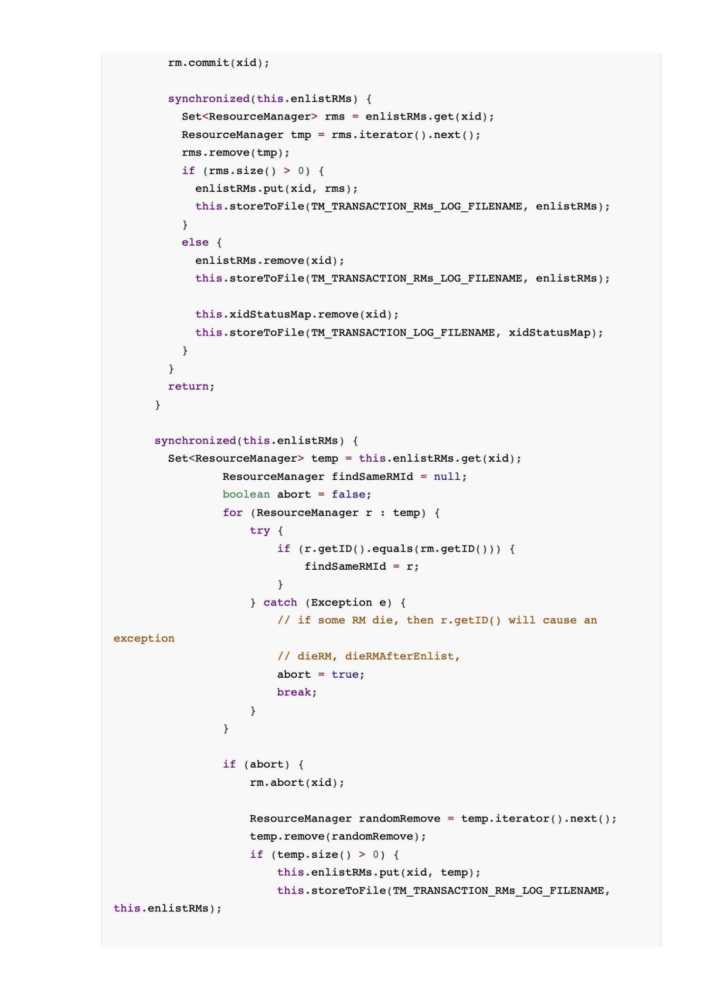 rm.commit(xid);
synchronized(this.enlistRMs) {
Set<ResourceManager> rms = enlistRMs.get(xid);
ResourceManager tmp = rms.iterator().next();
rms.remove(tmp);
if (rms.size() > 0) {
enlistRMs.put(xid, rms);
this.storeToFile(TM_TRANSACTION_RMs_LOG_FILENAME, enlistRMs);
}
else {
enlistRMs.remove(xid);
this.storeToFile(TM_TRANSACTION_RMs_LOG_FILENAME, enlistRMs);
this.xidStatusMap.remove(xid);
this.storeToFile(TM_TRANSACTION_LOG_FILENAME, xidStatusMap);
}
}
return;
}
synchronized(this.enlistRMs) {
Set<ResourceManager> temp = this.enlistRMs.get(xid);
ResourceManager findSameRMId = null;
boolean abort = false;
for (ResourceManager r : temp) {
try {
if (r.getID().equals(rm.getID())) {
findSameRMId = r;
}
} catch (Exception e) {
// if some RM die, then r.getID() will cause an
exception
// dieRM, dieRMAfterEnlist,
abort = true;
break;
}
}
if (abort) {
rm.abort(xid);
ResourceManager randomRemove = temp.iterator().next();
temp.remove(randomRemove);
if (temp.size() > 0) {
this.enlistRMs.put(xid, temp);
this.storeToFile(TM_TRANSACTION_RMs_LOG_FILENAME,
this.enlistRMs);